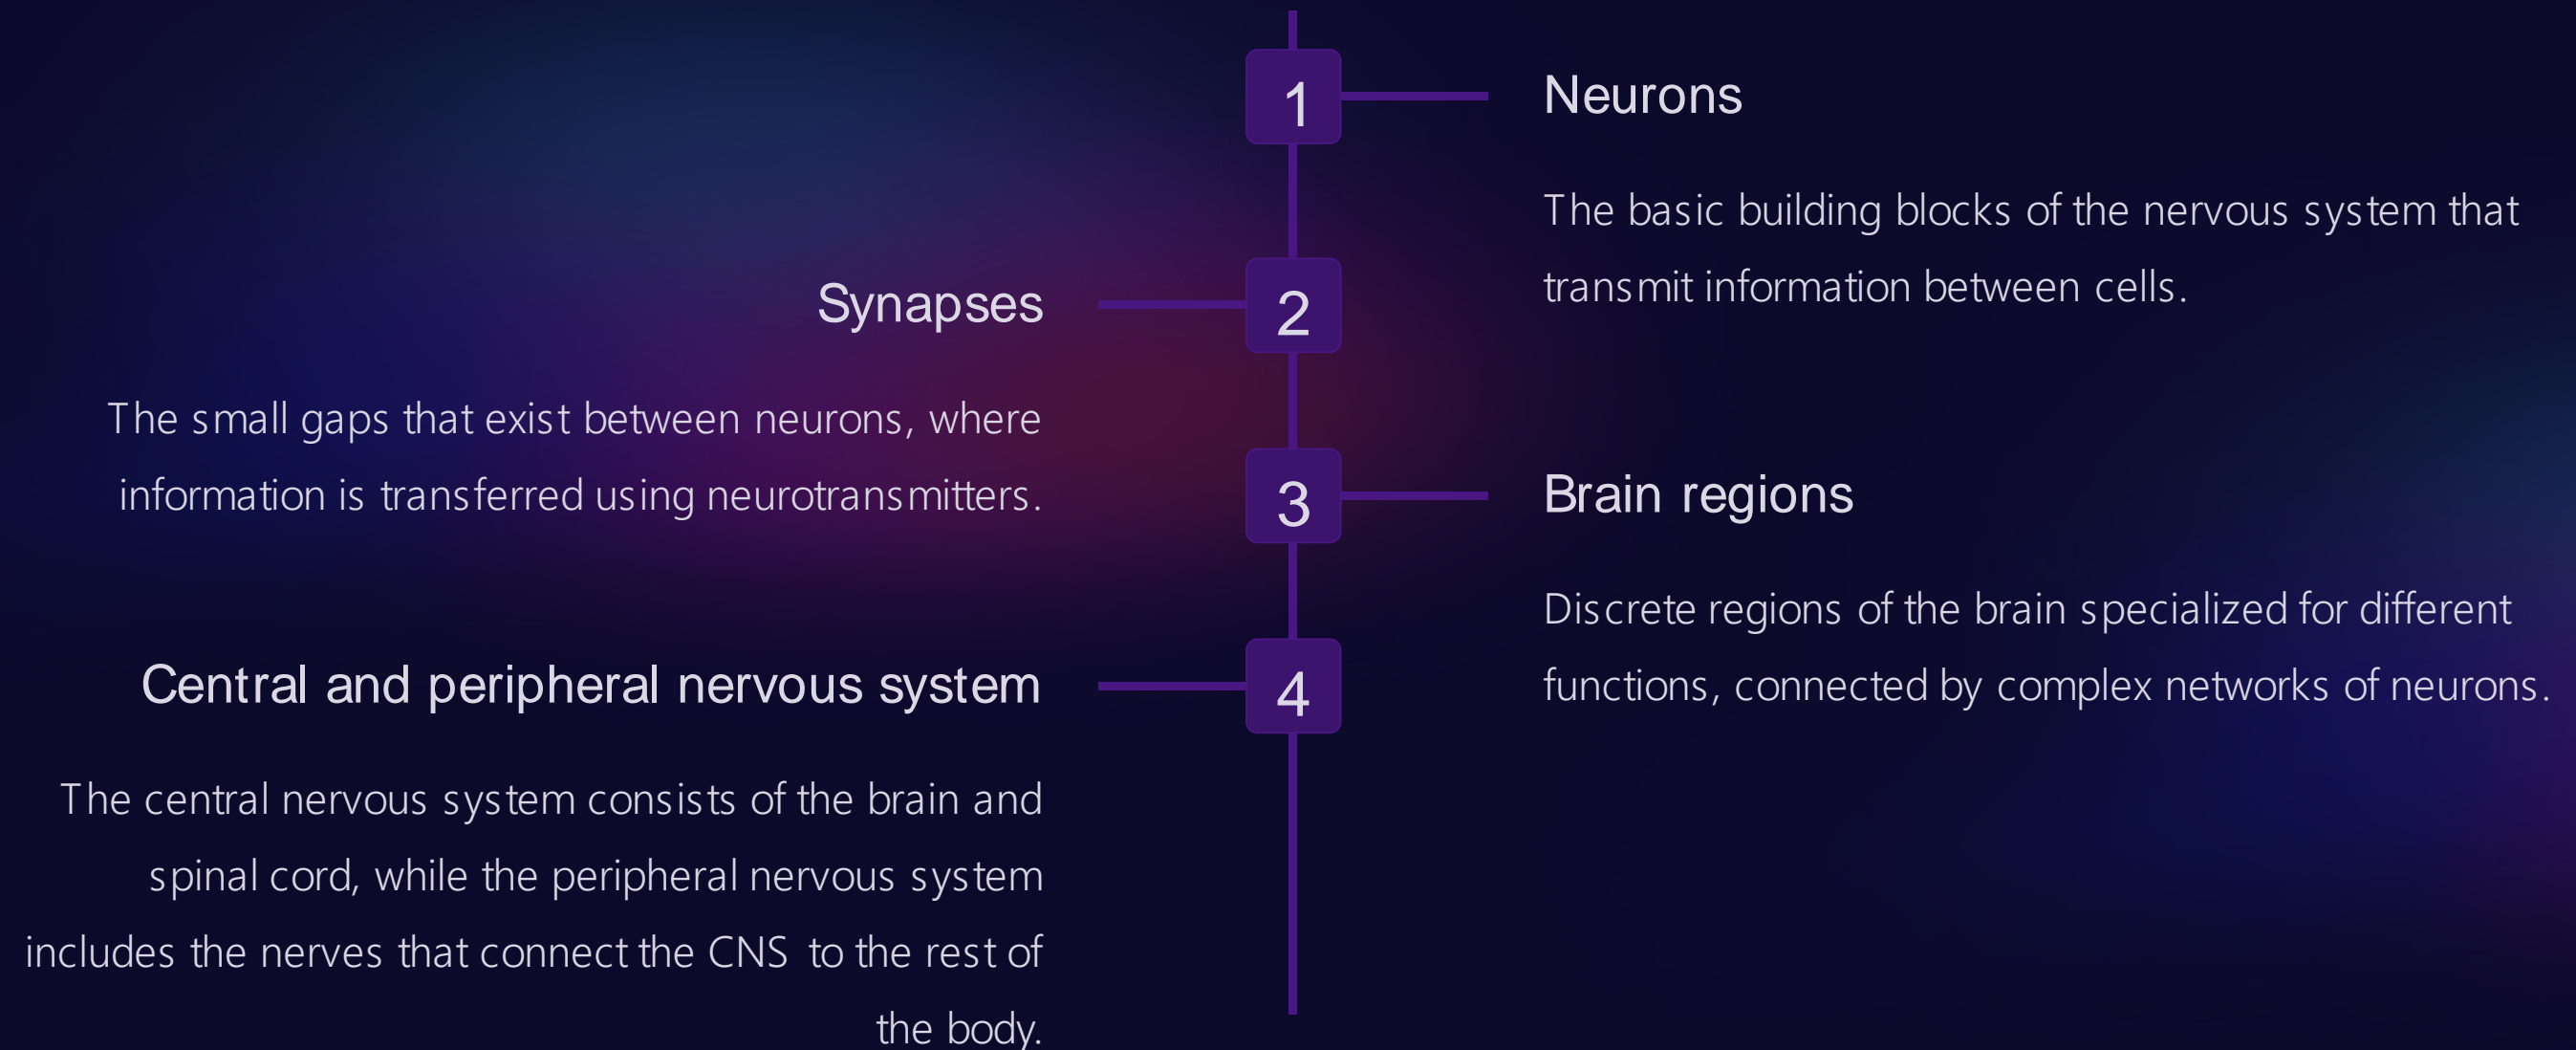 1
Neurons
The basic building blocks of the nervous system that
transmit information between cells.
2
Synapses
The small gaps that exist between neurons, where
information is transferred using neurotransmitters.
3
Brain regions
Discrete regions of the brain specialized for different
functions, connected by complex networks of neurons.
4
Central and peripheral nervous system
The central nervous system consists of the brain and
spinal cord, while the peripheral nervous system
includes the nerves that connect the CNS to the rest of
the body.